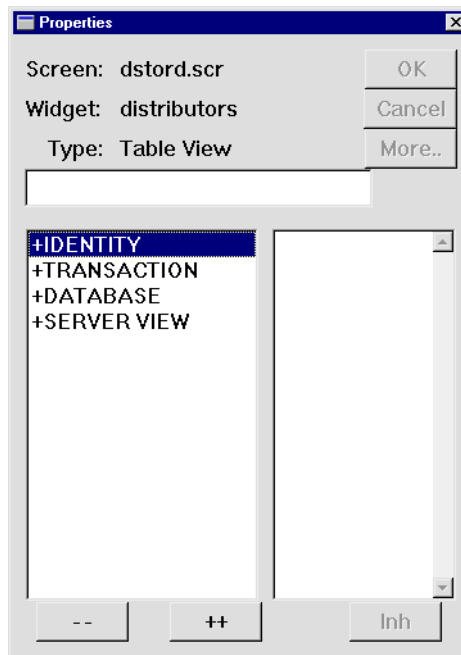 Properties
Screen: dstord.scr
OK
Widget: distributors
Cancel
Type: Table View
More..
+IDENTITY
+TRANSACTION
+DATABASE
+SERVER VIEW
--
++
Inh